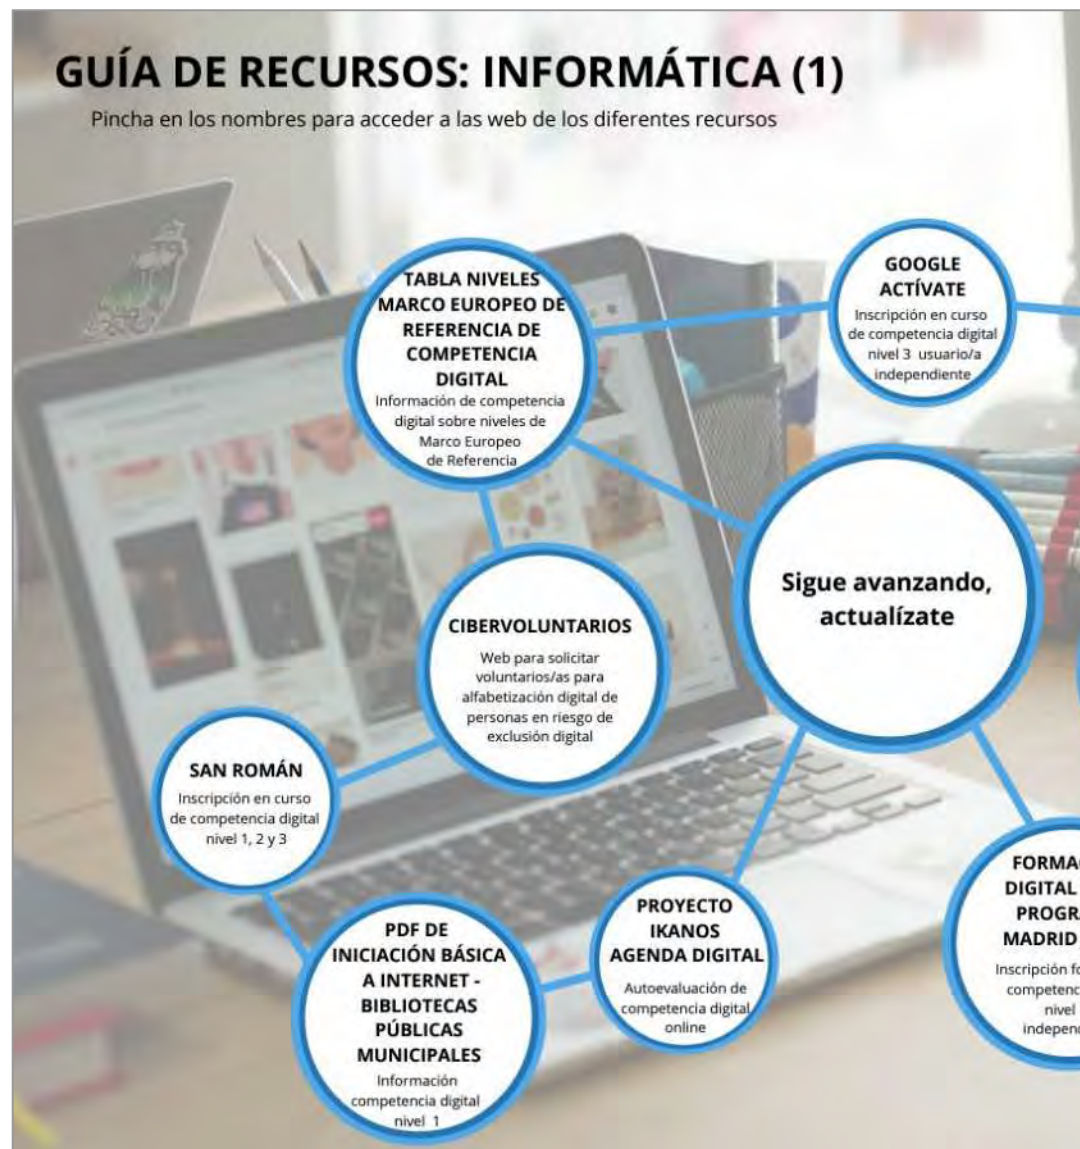 GUÍA DE RECURSOS: INFORMÁTICA (1)
Pincha en los nombres para acceder a las web de los diferentes recursos
TABLA NIVELES
MARCO EUROPEO DE
REFERENCIA DE
COMPETENCIA
DIGITAL
Información de competencia
digital sobre niveles de
Marco Europeo
de Referencia
GOOGLE
ACTÍVATE
Inscripción en curso
de competencia digital
nivel 3 usuario/a
independiente
Sigue avanzando,
actualízate
CIBERVOLUNTARIOS
Web para solicitar
voluntarios/as para
alfabetización digital de
personas en riesgo de
exclusión digital
SAN ROMÁN
Inscripción en curso
de competencia digital
nivel 1, 2 y 3
PDF DE
INICIACIÓN BÁSICA
A INTERNET -
BIBLIOTECAS
PÚBLICAS
MUNICIPALES
Información
competencia digital
nivel 1
PROYECTO
IKANOS
AGENDA DIGITAL
Autoevaluación de
competencia digital
online
DIGITAL
MADRID
Inscripción
nivel